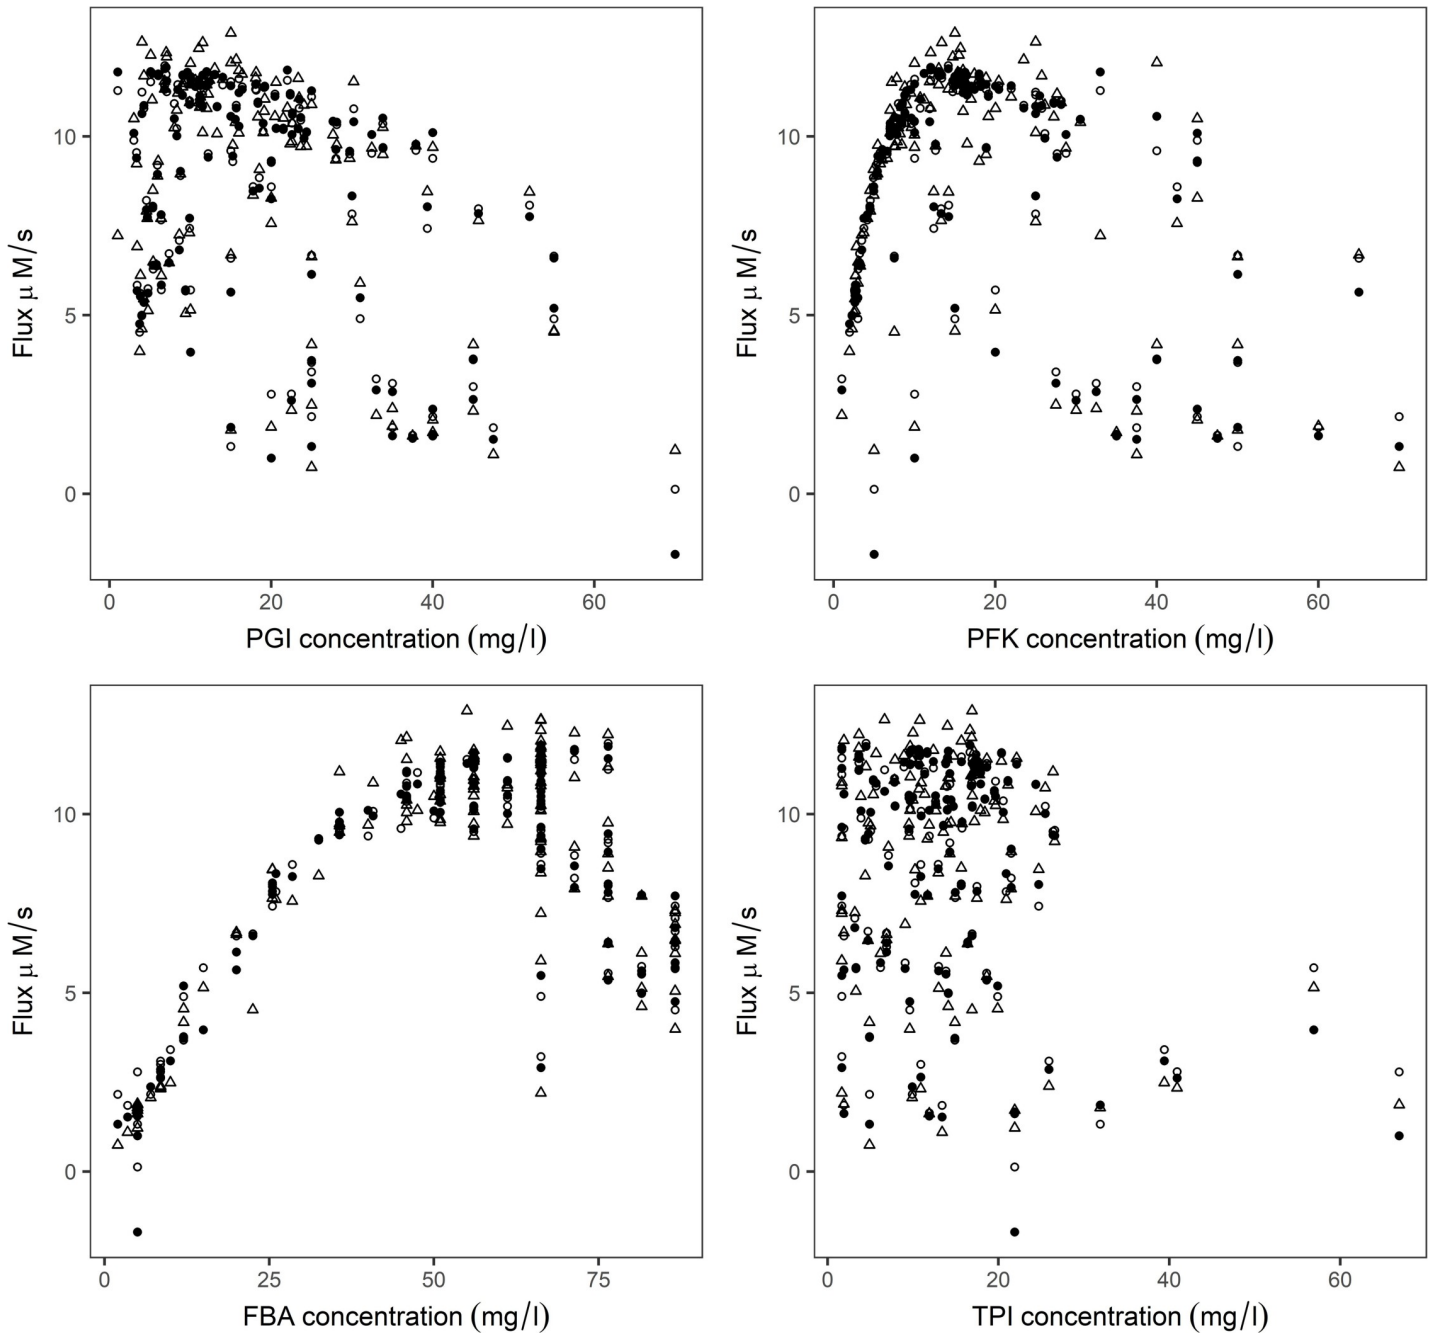 10
5
0
Flux μ M/s
0 20 40 60
PGI concentration (mg/l)
10
5
0
Flux μ M/s
0 20 40 60
PFK concentration (mg/l)
10
5
0
Flux μ M/s
0 25 50 75
FBA concentration (mg/l)
10
5
0
Flux μ M/s
0 20 40 60
TPI concentration (mg/l)